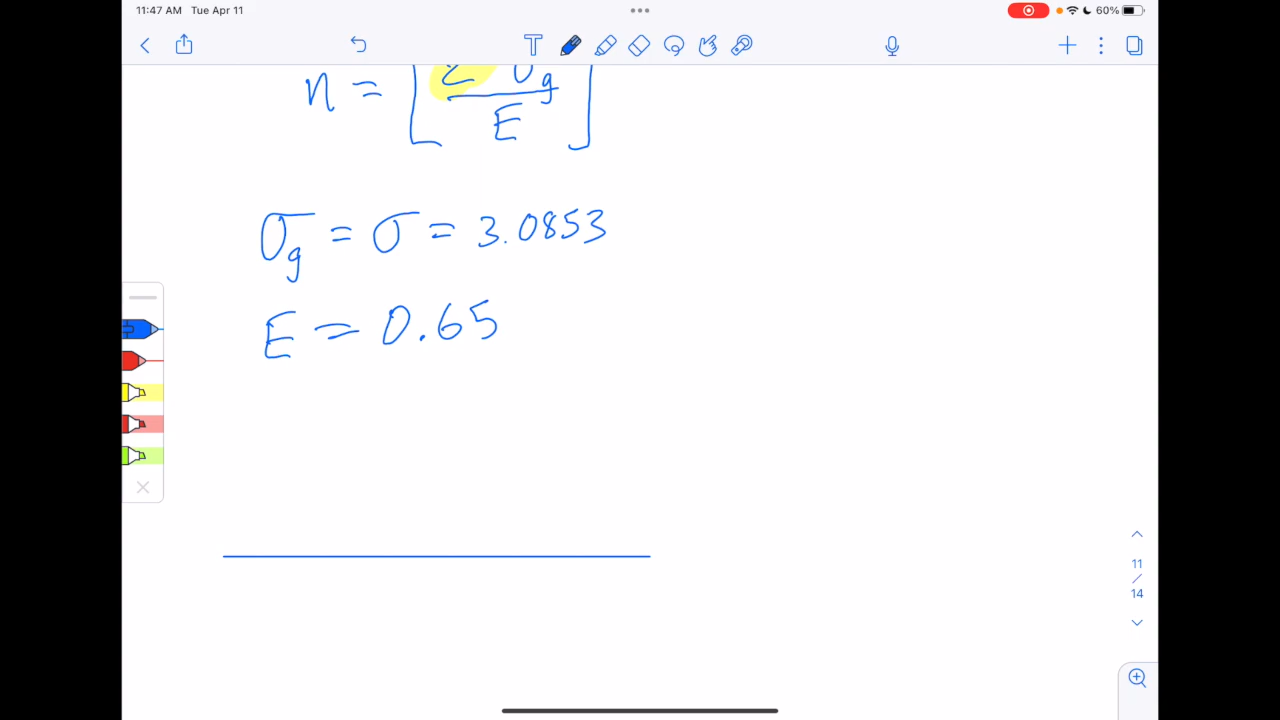 11:47 AM Tue Apr 11
60%
T
n = [ σg / E ]
σg = σ = 3.0853
E = 0.65
11
/
14